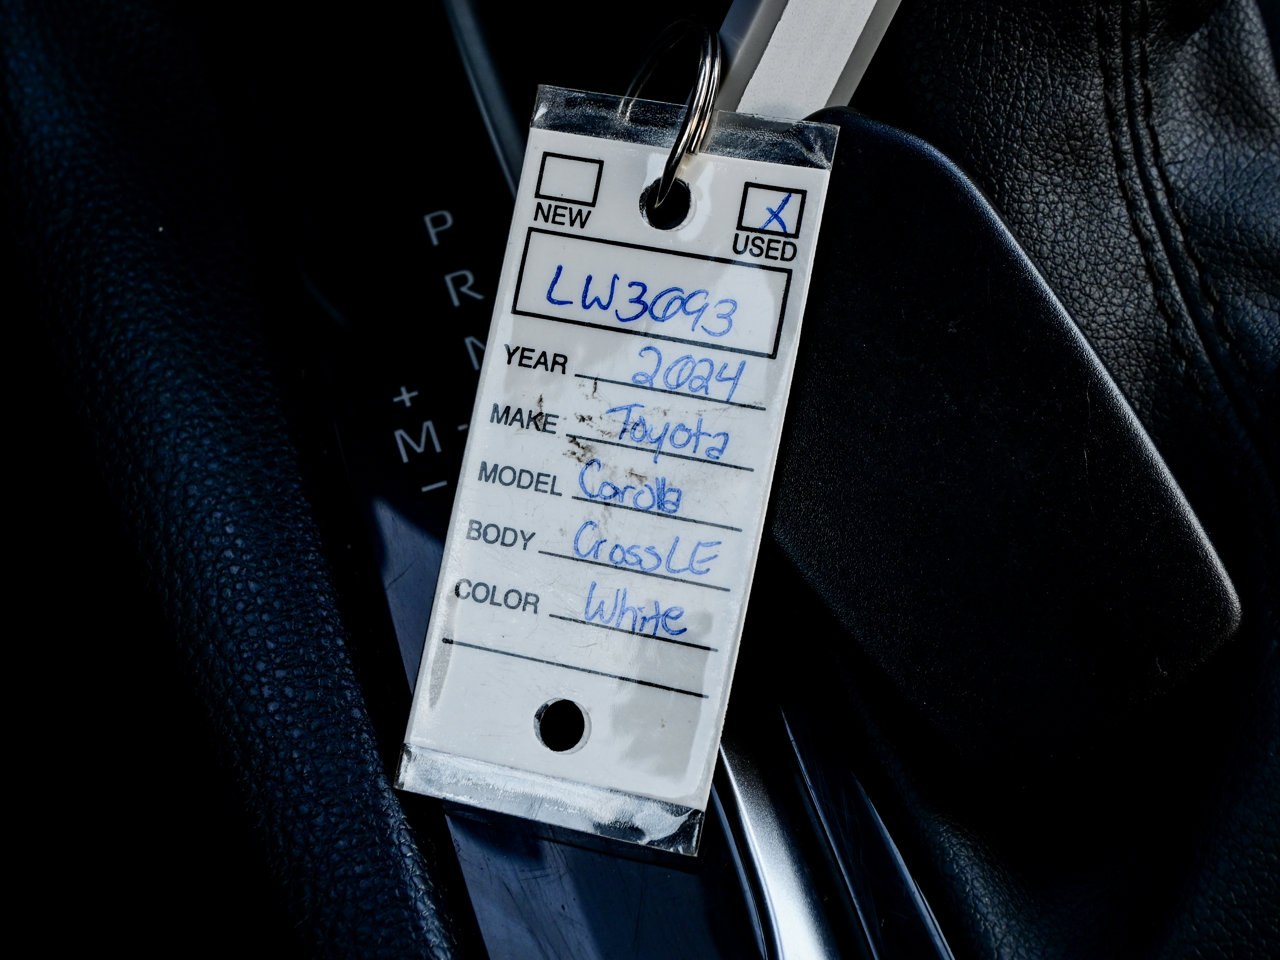 NEW
USED
LW3093
YEAR 2024
MAKE Toyota
MODEL Corolla
BODY Cross LE
COLOR White
P
R
N
+
M -
–